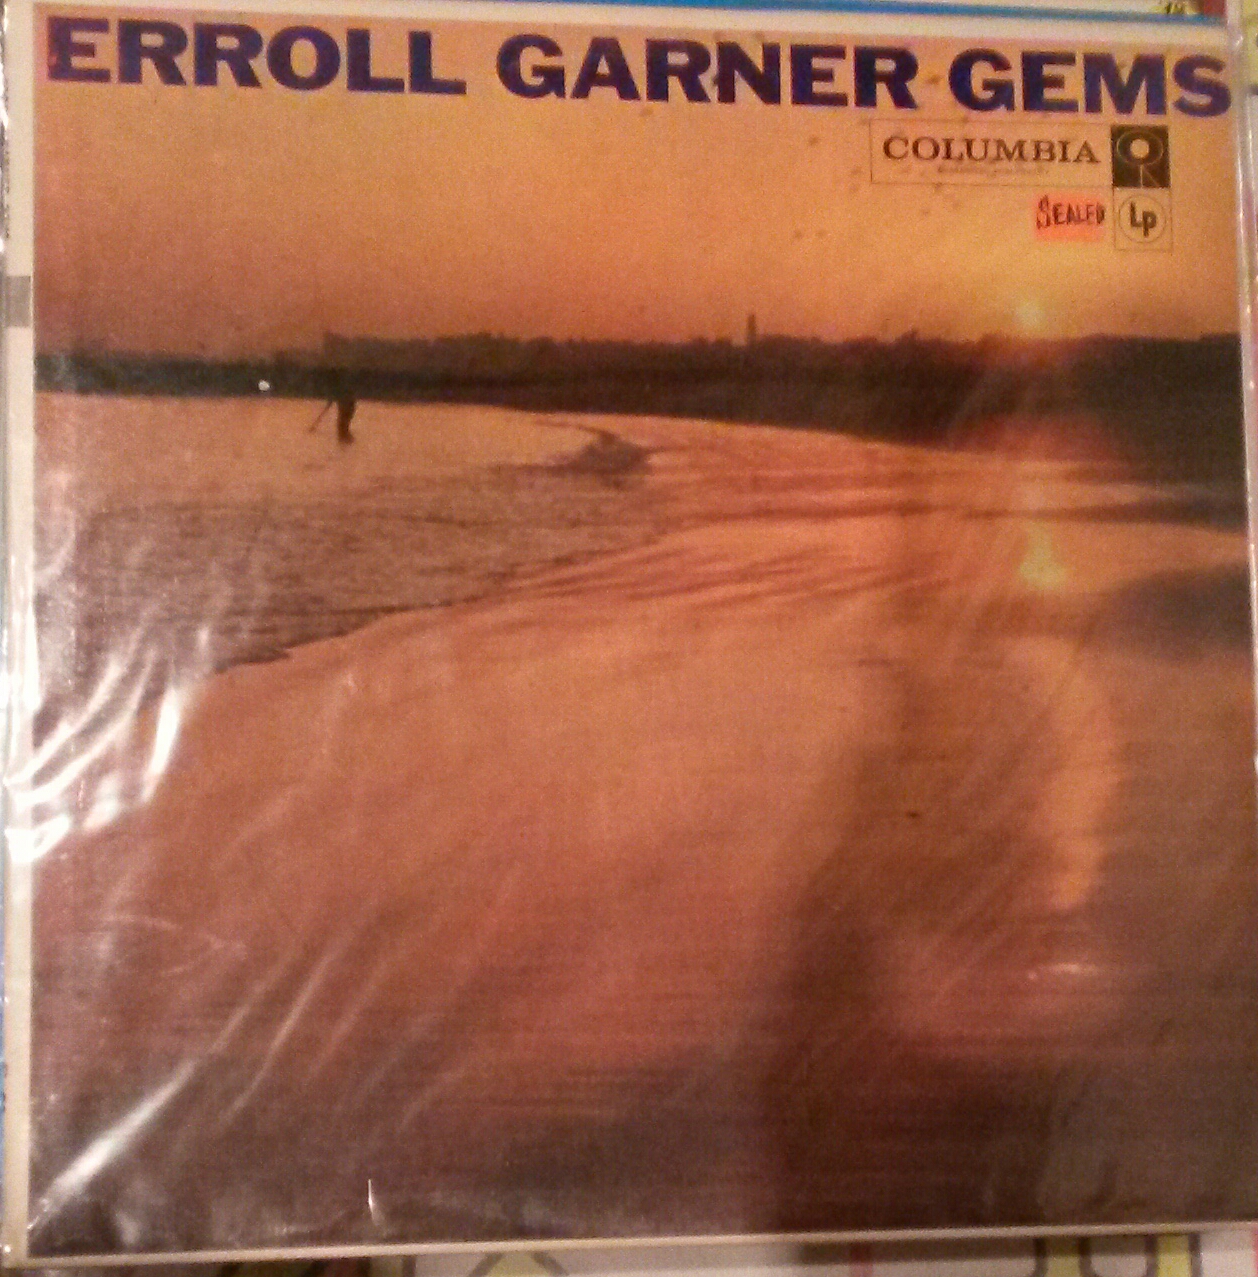 ERROLL GARNER GEMS
COLUMBIA
SEALED
Lp